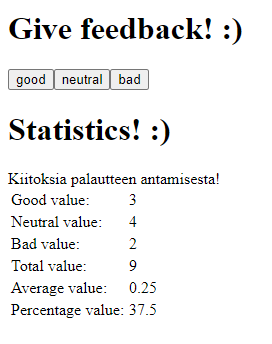 Give feedback! :)
good neutral bad
Statistics! :)
Kiitoksia palautteen antamisesta!
Good value: 3
Neutral value: 4
Bad value: 2
Total value: 9
Average value: 0.25
Percentage value: 37.5